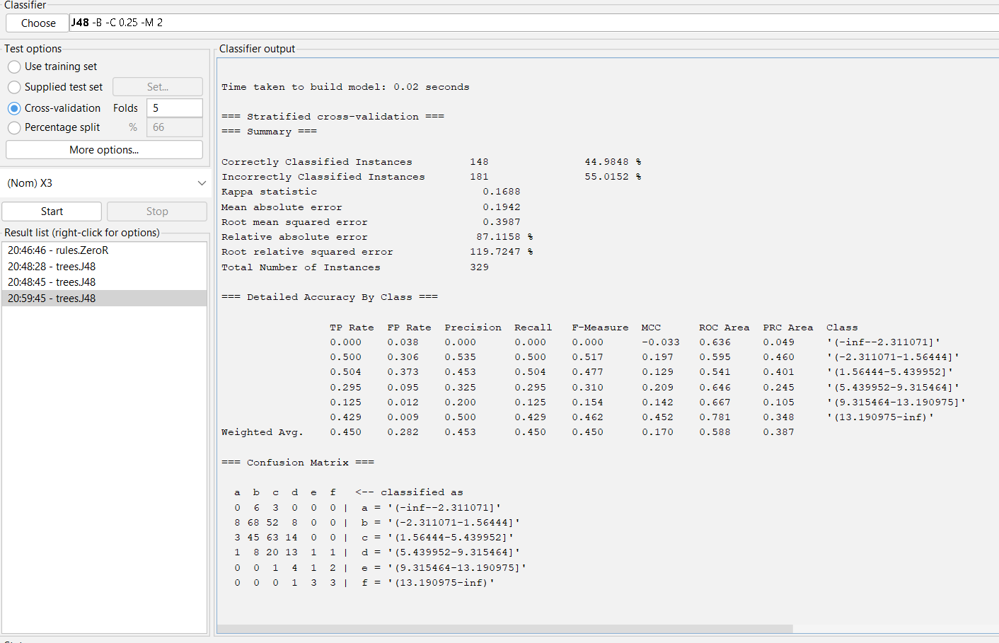 Classifier
Choose J48 -B -C 0.25 -M 2
Test options
Use training set
Supplied test set Set...
Cross-validation Folds 5
Percentage split % 66
More options...
(Nom) X3
Start Stop
Result list (right-click for options)
20:46:46 - rules.ZeroR
20:48:28 - trees.J48
20:48:45 - trees.J48
20:59:45 - trees.J48
Classifier output
Time taken to build model: 0.02 seconds
=== Stratified cross-validation ===
=== Summary ===
Correctly Classified Instances 148 44.9848 %
Incorrectly Classified Instances 181 55.0152 %
Kappa statistic 0.1688
Mean absolute error 0.1942
Root mean squared error 0.3987
Relative absolute error 87.1158 %
Root relative squared error 119.7247 %
Total Number of Instances 329
=== Detailed Accuracy By Class ===
TP Rate FP Rate Precision Recall F-Measure MCC ROC Area PRC Area Class
0.000 0.038 0.000 0.000 0.000 -0.033 0.636 0.049 '(-inf--2.311071]'
0.500 0.306 0.535 0.500 0.517 0.197 0.595 0.460 '(-2.311071-1.56444]'
0.504 0.373 0.453 0.504 0.477 0.129 0.541 0.401 '(1.56444-5.439952]'
0.295 0.095 0.325 0.295 0.310 0.209 0.646 0.245 '(5.439952-9.315464]'
0.125 0.012 0.200 0.125 0.154 0.142 0.667 0.105 '(9.315464-13.190975]'
0.429 0.009 0.500 0.429 0.462 0.452 0.781 0.348 '(13.190975-inf)'
Weighted Avg. 0.450 0.282 0.453 0.450 0.450 0.170 0.588 0.387
=== Confusion Matrix ===
a b c d e f <-- classified as
0 6 3 0 0 0 | a = '(-inf--2.311071]'
8 68 52 8 0 0 | b = '(-2.311071-1.56444]'
3 45 63 14 0 0 | c = '(1.56444-5.439952]'
1 8 20 13 1 1 | d = '(5.439952-9.315464]'
0 0 1 4 1 2 | e = '(9.315464-13.190975]'
0 0 0 1 3 3 | f = '(13.190975-inf)'